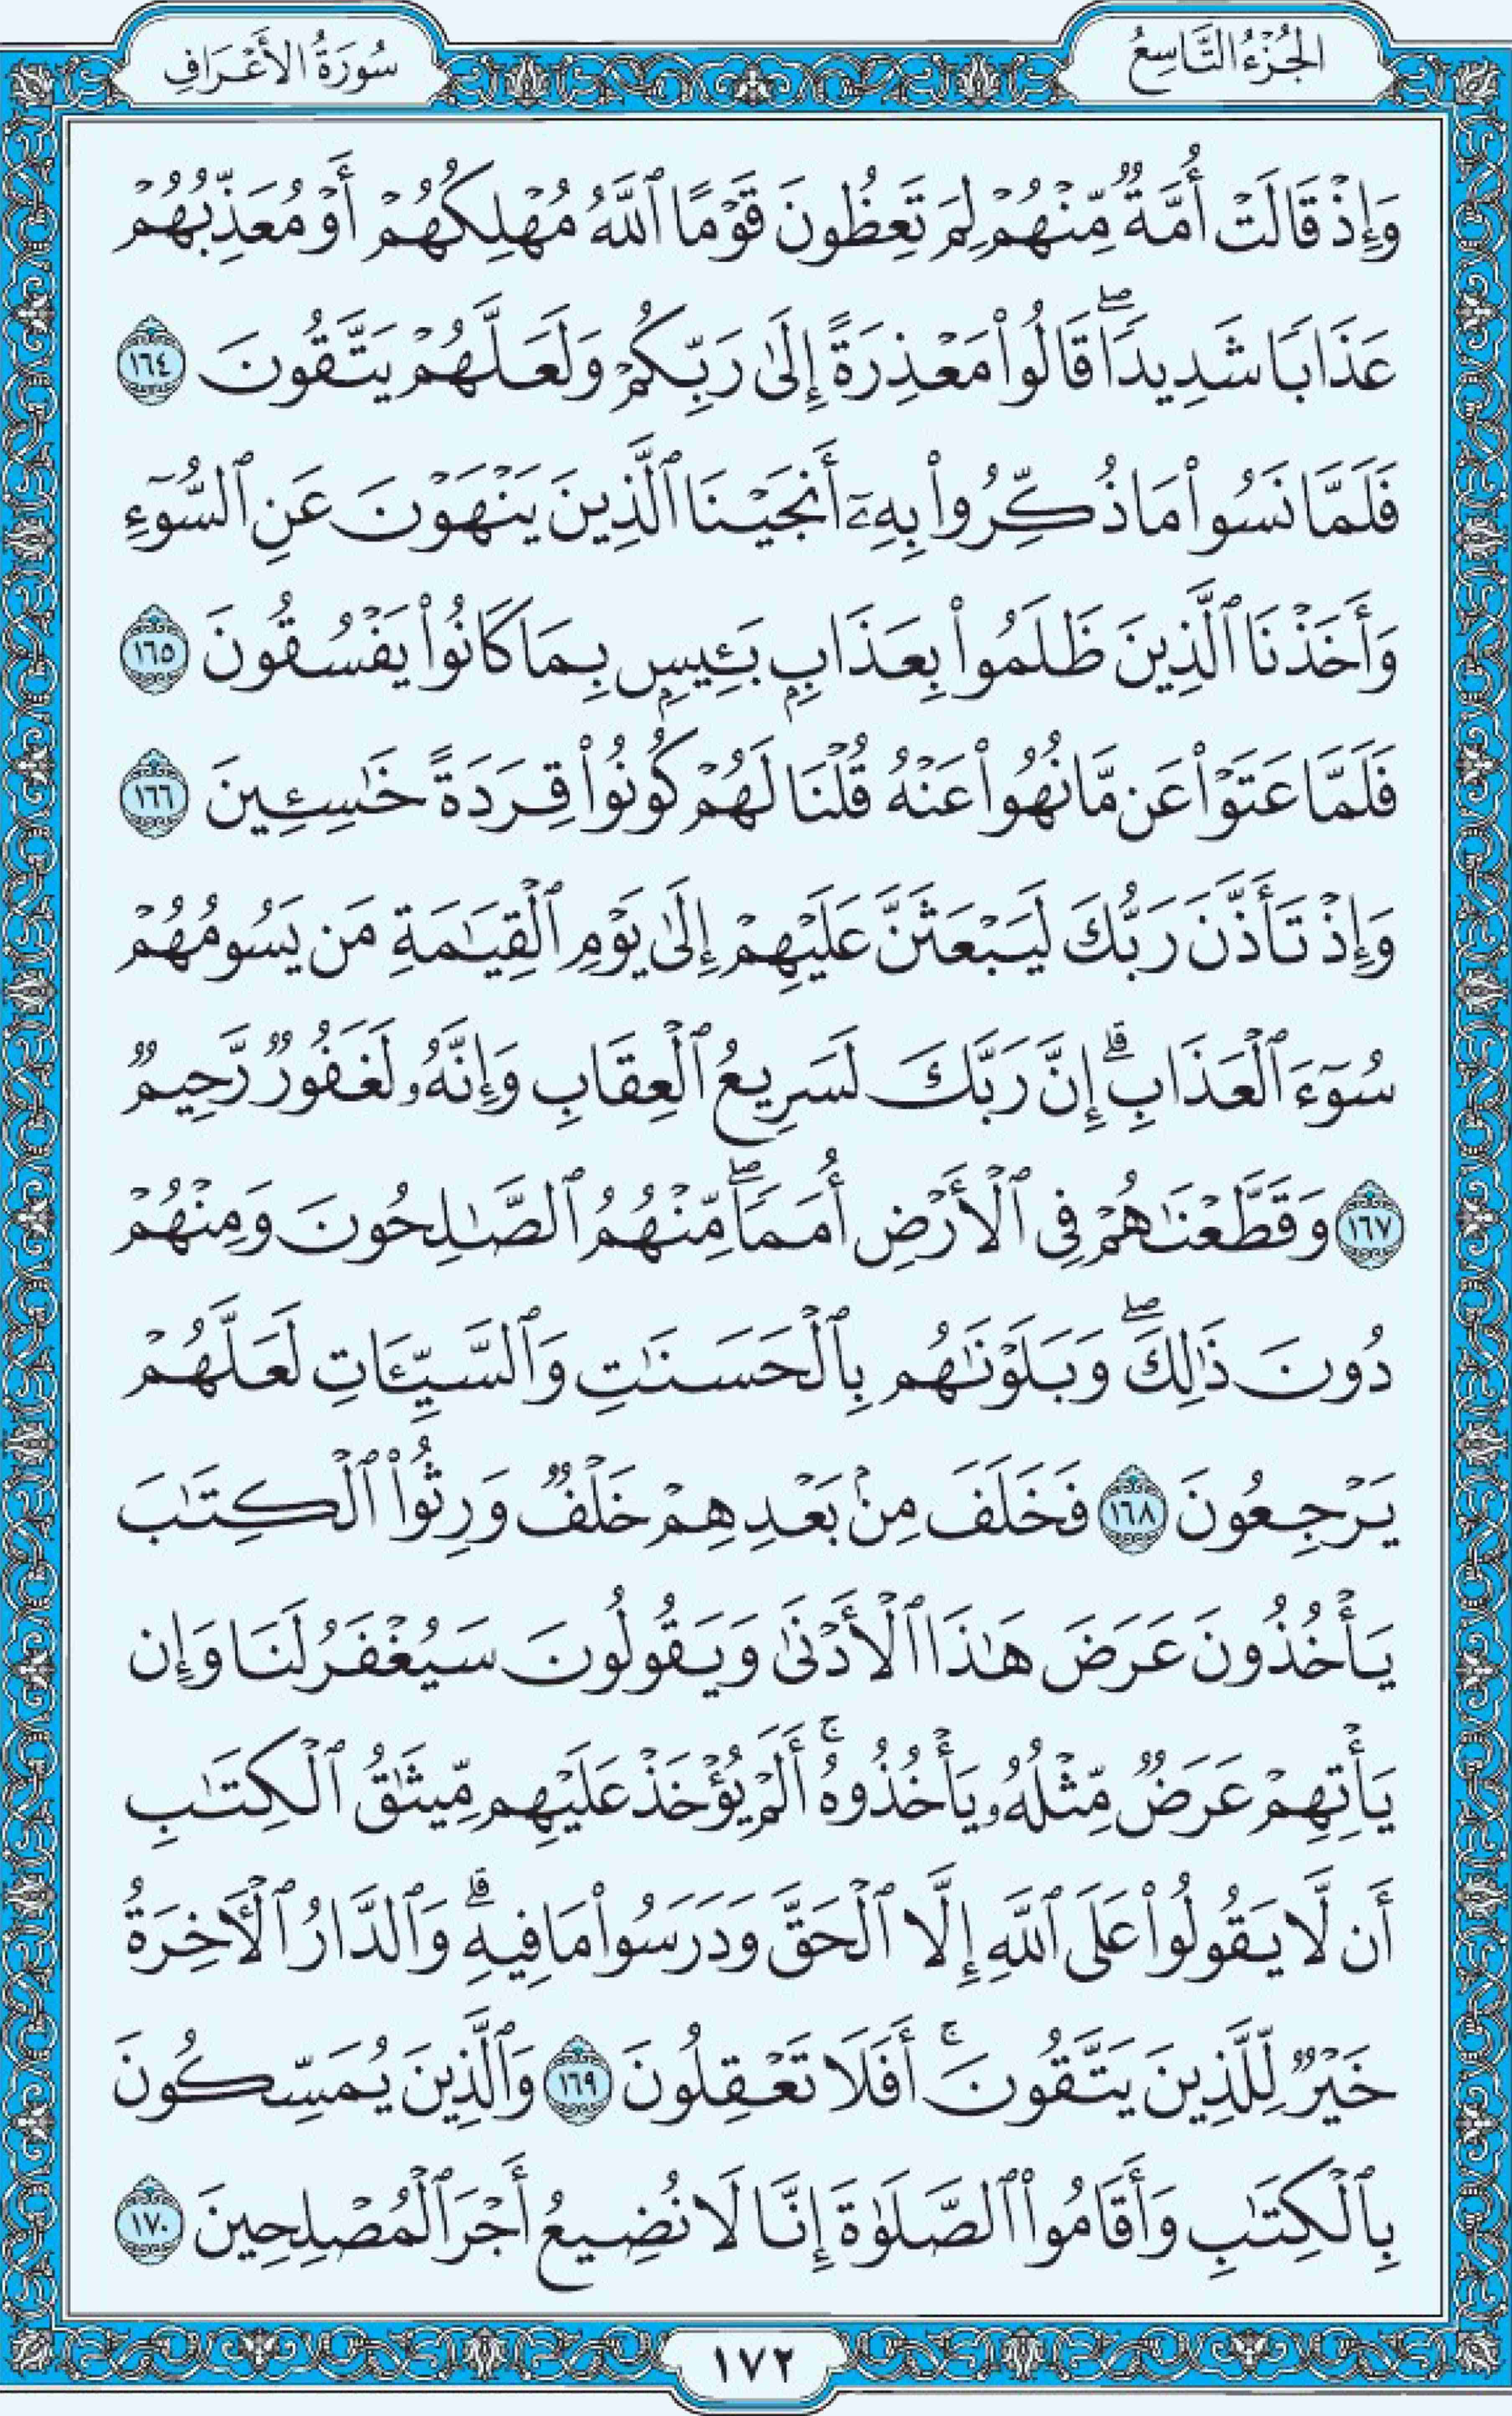 الجُزْءُ التَّاسِعُ
سُورَةُ الأَعْرَافِ
وَإِذْ قَالَتْ أُمَّةٌ مِّنْهُمْ لِمَ تَعِظُونَ قَوْمًا ٱللَّهُ مُهْلِكُهُمْ أَوْ مُعَذِّبُهُمْ
عَذَابًا شَدِيدًاۖ قَالُوا۟ مَعْذِرَةً إِلَىٰ رَبِّكُمْ وَلَعَلَّهُمْ يَتَّقُونَ ١٦٤
فَلَمَّا نَسُوا۟ مَا ذُكِّرُوا۟ بِهِۦٓ أَنجَيْنَا ٱلَّذِينَ يَنْهَوْنَ عَنِ ٱلسُّوٓءِ
وَأَخَذْنَا ٱلَّذِينَ ظَلَمُوا۟ بِعَذَابٍۭ بَـِٔيسٍۭ بِمَا كَانُوا۟ يَفْسُقُونَ ١٦٥
فَلَمَّا عَتَوْا۟ عَن مَّا نُهُوا۟ عَنْهُ قُلْنَا لَهُمْ كُونُوا۟ قِرَدَةً خَـٰسِـِٔينَ ١٦٦
وَإِذْ تَأَذَّنَ رَبُّكَ لَيَبْعَثَنَّ عَلَيْهِمْ إِلَىٰ يَوْمِ ٱلْقِيَـٰمَةِ مَن يَسُومُهُمْ
سُوٓءَ ٱلْعَذَابِۗ إِنَّ رَبَّكَ لَسَرِيعُ ٱلْعِقَابِ وَإِنَّهُۥ لَغَفُورٌ رَّحِيمٌ
١٦٧ وَقَطَّعْنَـٰهُمْ فِى ٱلْأَرْضِ أُمَمًاۖ مِّنْهُمُ ٱلصَّـٰلِحُونَ وَمِنْهُمْ
دُونَ ذَٰلِكَۖ وَبَلَوْنَـٰهُم بِٱلْحَسَنَـٰتِ وَٱلسَّيِّـَٔاتِ لَعَلَّهُمْ
يَرْجِعُونَ ١٦٨ فَخَلَفَ مِنۢ بَعْدِهِمْ خَلْفٌ وَرِثُوا۟ ٱلْكِتَـٰبَ
يَأْخُذُونَ عَرَضَ هَـٰذَا ٱلْأَدْنَىٰ وَيَقُولُونَ سَيُغْفَرُ لَنَا وَإِن
يَأْتِهِمْ عَرَضٌ مِّثْلُهُۥ يَأْخُذُوهُۚ أَلَمْ يُؤْخَذْ عَلَيْهِم مِّيثَـٰقُ ٱلْكِتَـٰبِ
أَن لَّا يَقُولُوا۟ عَلَى ٱللَّهِ إِلَّا ٱلْحَقَّ وَدَرَسُوا۟ مَا فِيهِۗ وَٱلدَّارُ ٱلْـَٔاخِرَةُ
خَيْرٌ لِّلَّذِينَ يَتَّقُونَۚ أَفَلَا تَعْقِلُونَ ١٦٩ وَٱلَّذِينَ يُمَسِّكُونَ
بِٱلْكِتَـٰبِ وَأَقَامُوا۟ ٱلصَّلَوٰةَ إِنَّا لَا نُضِيعُ أَجْرَ ٱلْمُصْلِحِينَ ١٧٠
١٧٢